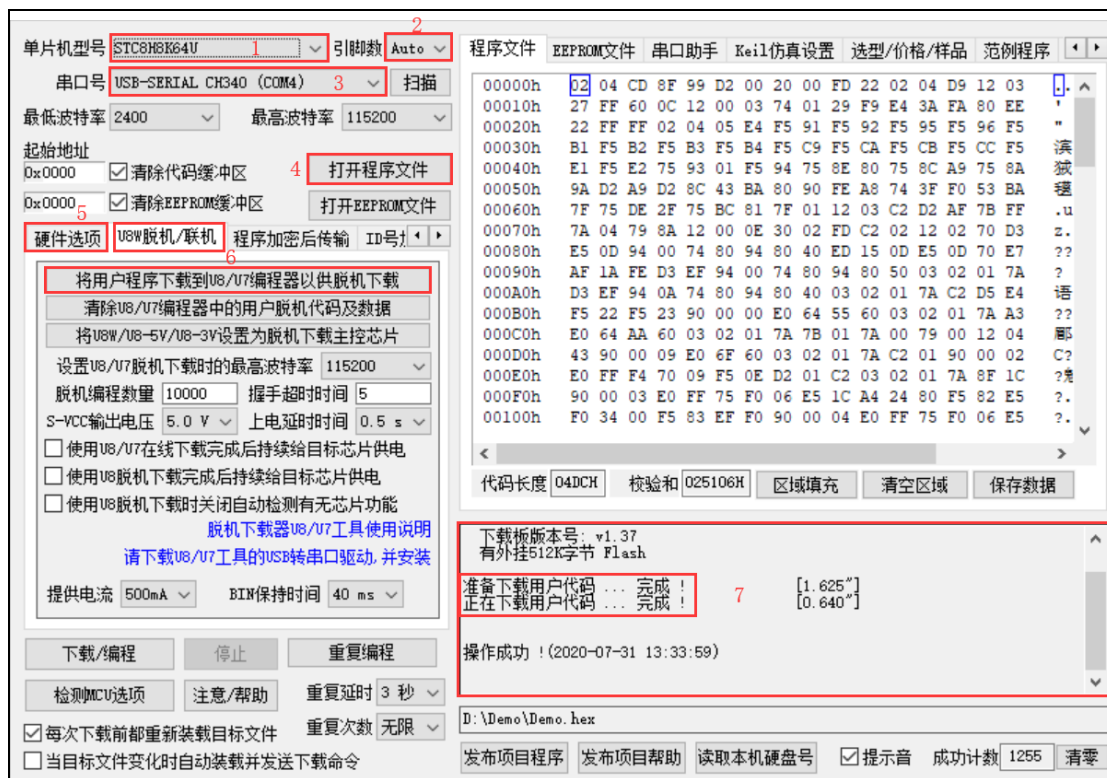 单片机型号 STC8H8K64U 1 引脚数 Auto 2
串口号 USB-SERIAL CH340 (COM4) 3 扫描
最低波特率 2400 最高波特率 115200
起始地址
0x0000 清除代码缓冲区 4 打开程序文件
0x0000 清除EEPROM缓冲区 打开EEPROM文件
5
硬件选项 U8W脱机/联机 程序加密后传输 ID号
6
将用户程序下载到U8/U7编程器以供脱机下载
清除U8/U7编程器中的用户脱机代码及数据
将U8W/U8-5V/U8-3V设置为脱机下载主控芯片
设置U8/U7脱机下载时的最高波特率 115200
脱机编程数量 10000 握手超时时间 5
S-VCC输出电压 5.0 V 上电延时时间 0.5 s
使用U8/U7在线下载完成后持续给目标芯片供电
使用U8脱机下载完成后持续给目标芯片供电
使用U8脱机下载时关闭自动检测有无芯片功能
脱机下载器U8/U7工具使用说明
请下载U8/U7工具的USB转串口驱动,并安装
提供电流 500mA BIN保持时间 40 ms
下载/编程 停止 重复编程
检测MCU选项 注意/帮助 重复延时 3 秒
每次下载前都重新装载目标文件 重复次数 无限
当目标文件变化时自动装载并发送下载命令
程序文件 EEPROM文件 串口助手 Keil仿真设置 选型/价格/样品 范例程序
00000h 02 04 CD 8F 99 D2 00 20 00 FD 22 02 04 D9 12 03 ..
00010h 27 FF 60 0C 12 00 03 74 01 29 F9 E4 3A FA 80 EE '
00020h 22 FF FF 02 04 05 E4 F5 91 F5 92 F5 95 F5 96 F5 "
00030h B1 F5 B2 F5 B3 F5 B4 F5 C9 F5 CA F5 CB F5 CC F5 滨
00040h E1 F5 E2 75 93 01 F5 94 75 8E 80 75 8C A9 75 8A
00050h 9A D2 A9 D2 8C 43 BA 80 90 FE A8 74 3F F0 53 BA
00060h 7F 75 DE 2F 75 BC 81 7F 01 12 03 C2 D2 AF 7B FF .u
00070h 7A 04 79 8A 12 00 0E 30 02 FD C2 02 12 02 70 D3 z.
00080h E5 0D 94 00 74 80 94 80 40 ED 15 0D E5 0D 70 E7 ??
00090h AF 1A FE D3 EF 94 00 74 80 94 80 50 03 02 01 7A ?
000A0h D3 EF 94 0A 74 80 94 80 40 03 02 01 7A C2 D5 E4 语
000B0h F5 22 F5 23 90 00 00 E0 64 55 60 03 02 01 7A A3 ??
000C0h E0 64 AA 60 03 02 01 7A 7B 01 7A 00 79 00 12 04 郿
000D0h 43 90 00 09 E0 6F 60 03 02 01 7A C2 01 90 00 02 C?
000E0h E0 FF F4 70 09 F5 0E D2 01 C2 03 02 01 7A 8F 1C ?
000F0h 90 00 03 E0 FF 75 F0 06 E5 1C A4 24 80 F5 82 E5 ?.
00100h F0 34 00 F5 83 EF F0 90 00 04 E0 FF 75 F0 06 E5 ?.
代码长度 04DCH 校验和 025106H 区域填充 清空区域 保存数据
下载板版本号: v1.37
有外挂512K字节 Flash
准备下载用户代码 ... 完成 ! [1.625"]
正在下载用户代码 ... 完成 ! [0.640"]
7
操作成功 !(2020-07-31 13:33:59)
D:\Demo\Demo.hex
发布项目程序 发布项目帮助 读取本机硬盘号 提示音 成功计数 1255 清零